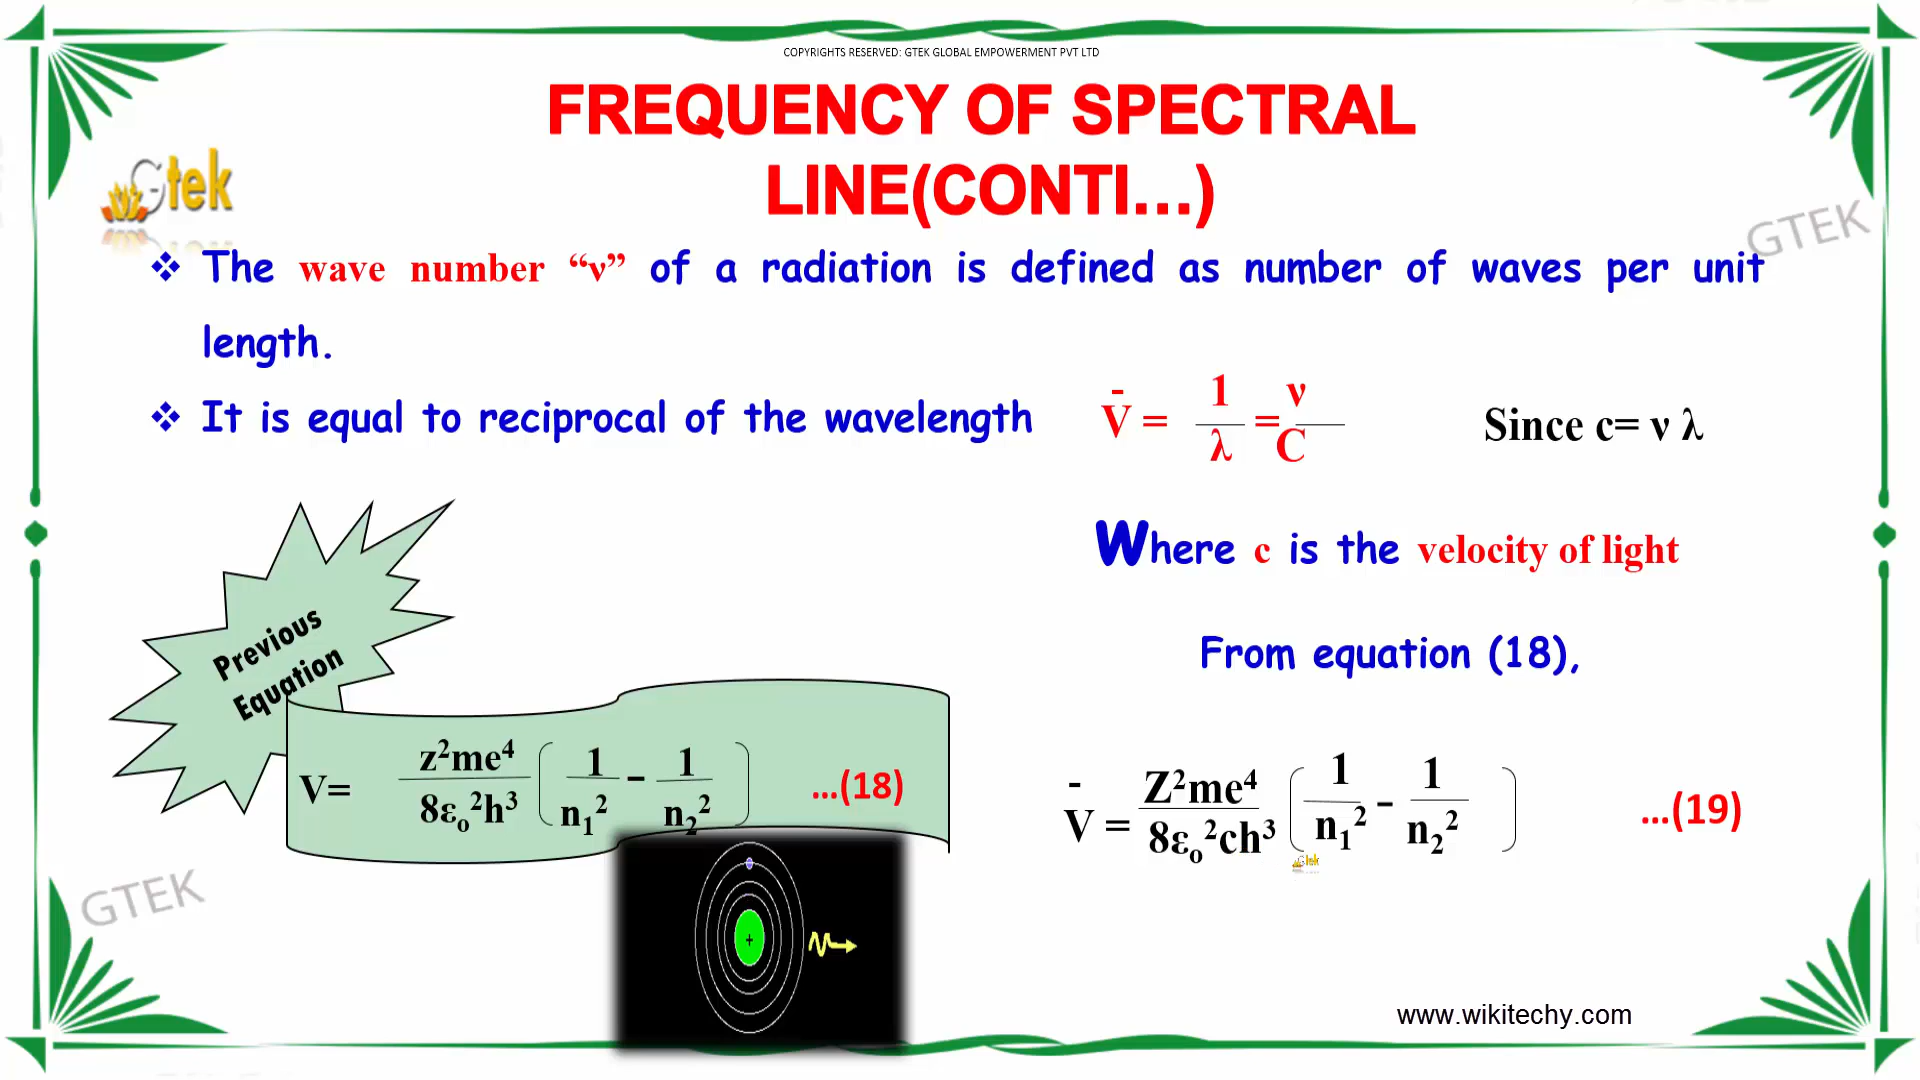 COPYRIGHTS RESERVED: GTEK GLOBAL EMPOWERMENT PVT LTD
FREQUENCY OF SPECTRAL
LINE(CONTI...)
Gtek
GTEK
❖ The wave number “ν” of a radiation is defined as number of waves per unit
length.
❖ It is equal to reciprocal of the wavelength
V̄ = 1/λ = ν/C
Since c= ν λ
Where c is the velocity of light
From equation (18),
Previous
Equation
V= z²me⁴/8εₒ²h³ (1/n₁² - 1/n₂²) ...(18)
V̄ = Z²me⁴/8εₒ²ch³ (1/n₁² - 1/n₂²) ...(19)
Gtek
GTEK
+
www.wikitechy.com